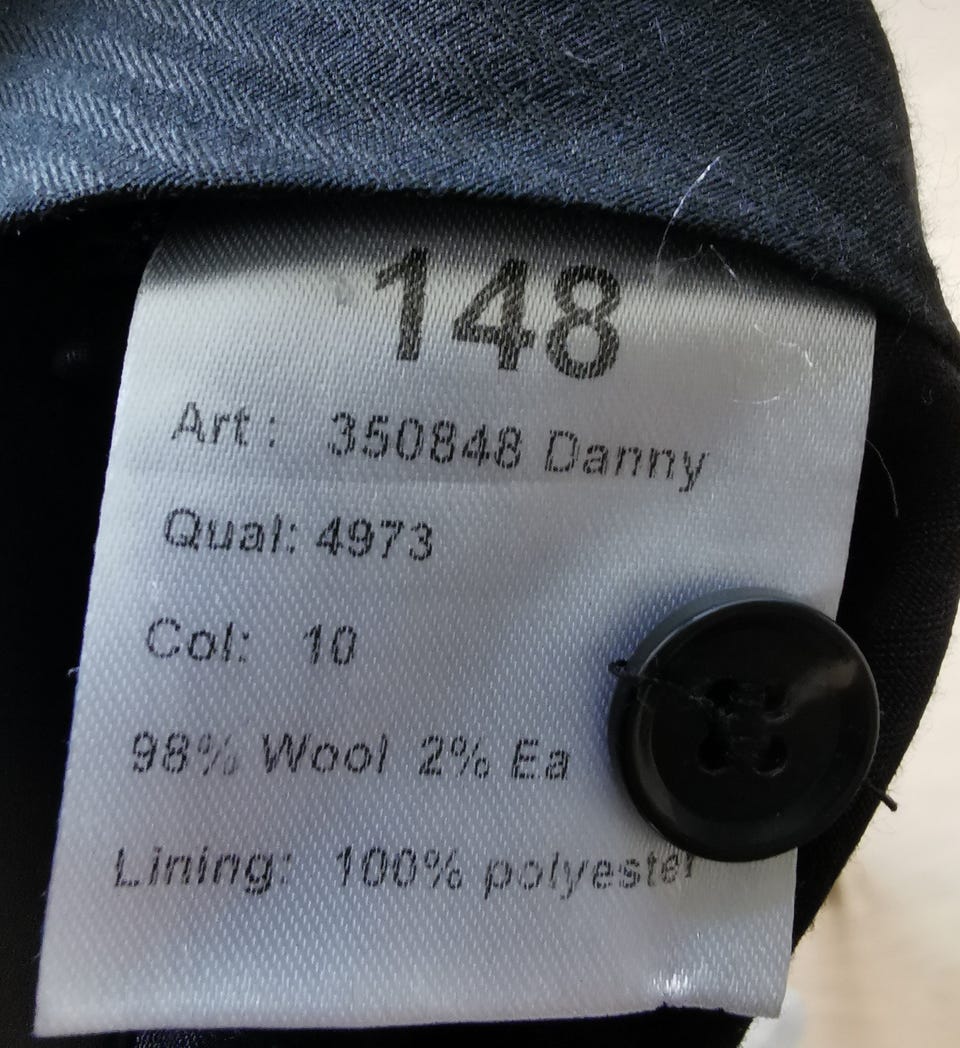 148
Art: 350848 Danny
Qual: 4973
Col: 10
98% Wool 2% Ea
Lining: 100% polyester